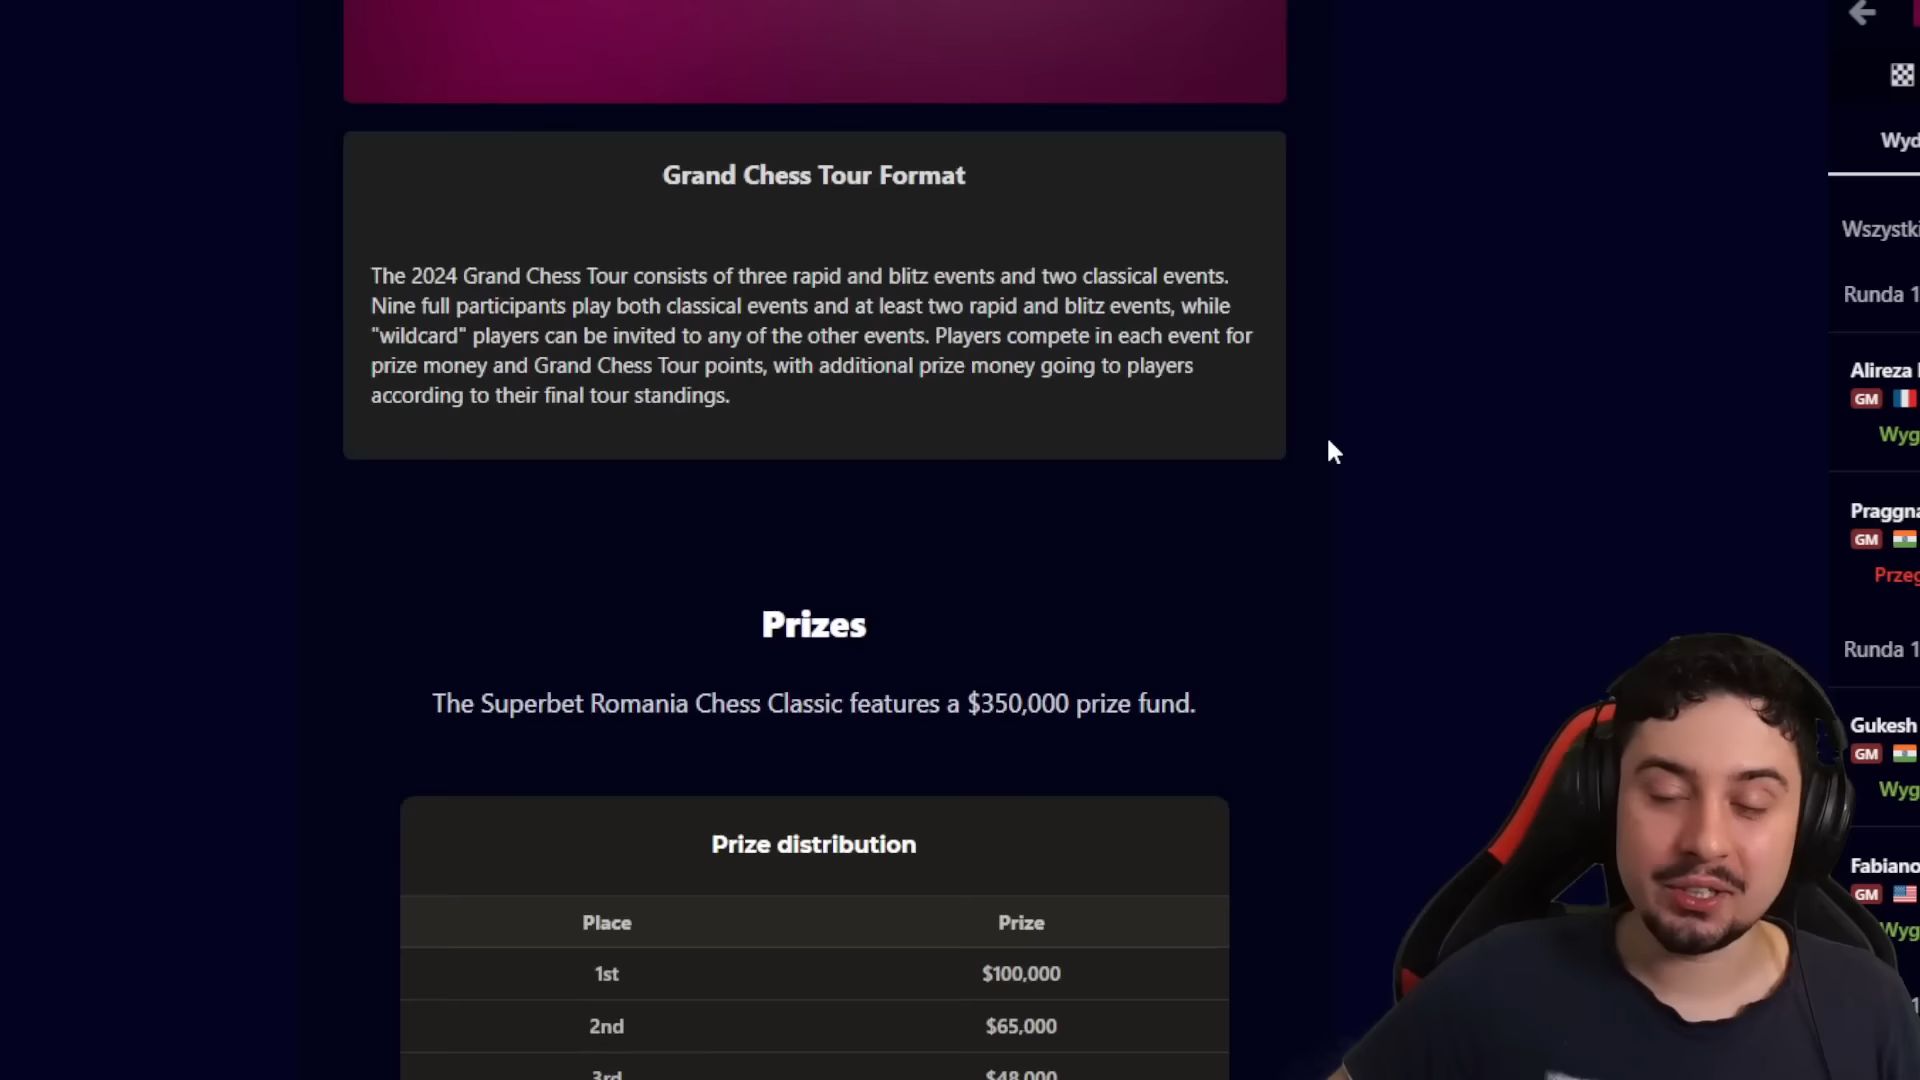 Grand Chess Tour Format
The 2024 Grand Chess Tour consists of three rapid and blitz events and two classical events.
Nine full participants play both classical events and at least two rapid and blitz events, while
"wildcard" players can be invited to any of the other events. Players compete in each event for
prize money and Grand Chess Tour points, with additional prize money going to players
according to their final tour standings.
Prizes
The Superbet Romania Chess Classic features a $350,000 prize fund.
Prize distribution
Place Prize
1st $100,000
2nd $65,000
3rd $48,000
Wyd
Wszystki
Runda 1
Alireza
GM
Wyg
Praggna
GM
Przeg
Runda 1
Gukesh
GM
Wyg
Fabiano
GM
Wyg